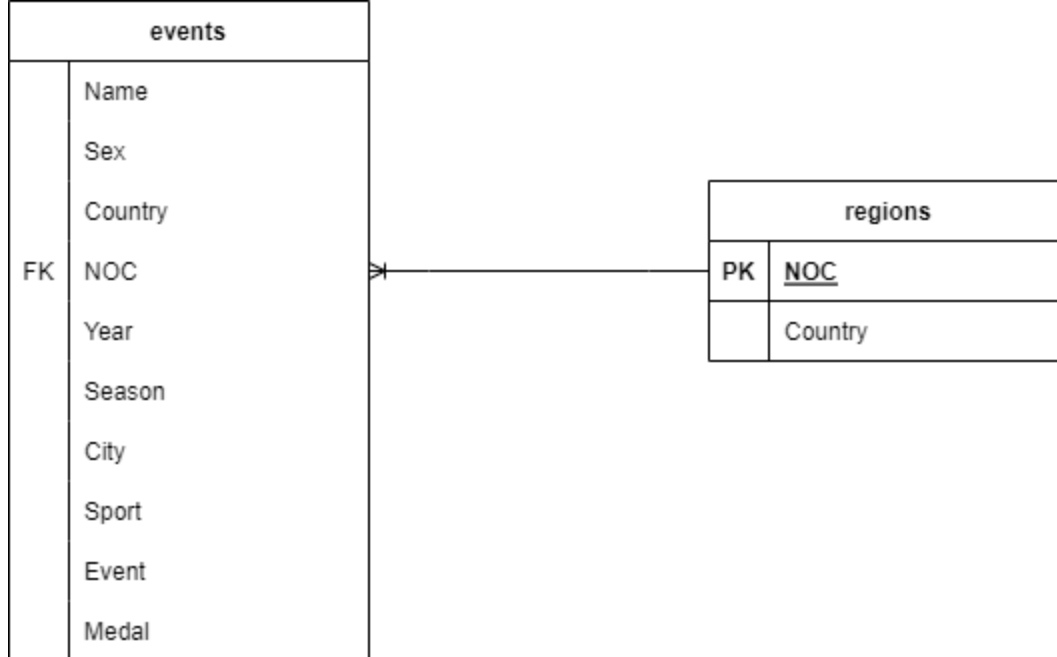 events
Name
Sex
Country
FK NOC
Year
Season
City
Sport
Event
Medal
regions
PK NOC
Country